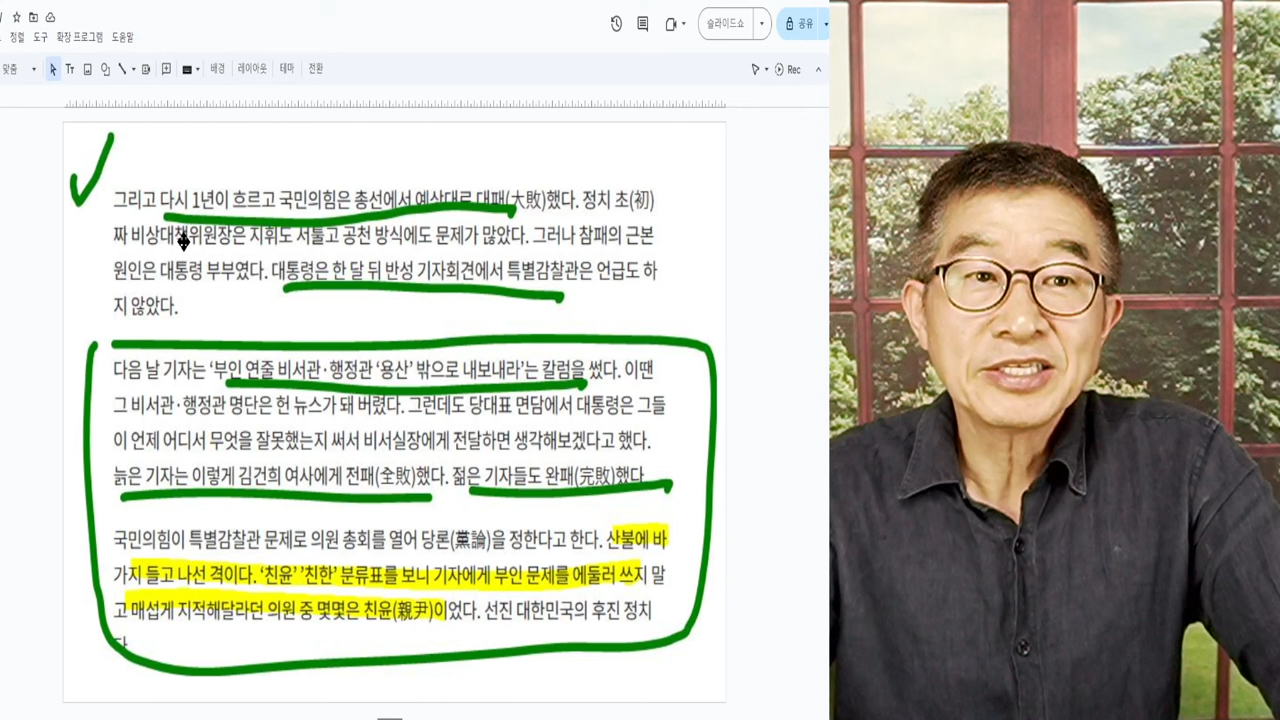 정렬 도구 확장 프로그램 도움말
슬라이드쇼
공유
맞춤
배경 레이아웃 테마 전환
Rec
그리고 다시 1년이 흐르고 국민의힘은 총선에서 예상대로 대패(大敗)했다. 정치 초(初)
짜 비상대책위원장은 지휘도 서툴고 공천 방식에도 문제가 많았다. 그러나 참패의 근본
원인은 대통령 부부였다. 대통령은 한 달 뒤 반성 기자회견에서 특별감찰관은 언급도 하
지 않았다.
다음 날 기자는 ‘부인 연줄 비서관·행정관 ‘용산’ 밖으로 내보내라’는 칼럼을 썼다. 이땐
그 비서관·행정관 명단은 헌 뉴스가 돼 버렸다. 그런데도 당대표 면담에서 대통령은 그들
이 언제 어디서 무엇을 잘못했는지 써서 비서실장에게 전달하면 생각해보겠다고 했다.
늙은 기자는 이렇게 김건희 여사에게 전패(全敗)했다. 젊은 기자들도 완패(完敗)했다
국민의힘이 특별감찰관 문제로 의원 총회를 열어 당론(黨論)을 정한다고 한다. 산불에 바
가지 들고 나선 격이다. ‘친윤’ ’친한’ 분류표를 보니 기자에게 부인 문제를 에둘러 쓰지 말
고 매섭게 지적해달라던 의원 중 몇몇은 친윤(親尹)이었다. 선진 대한민국의 후진 정치
다